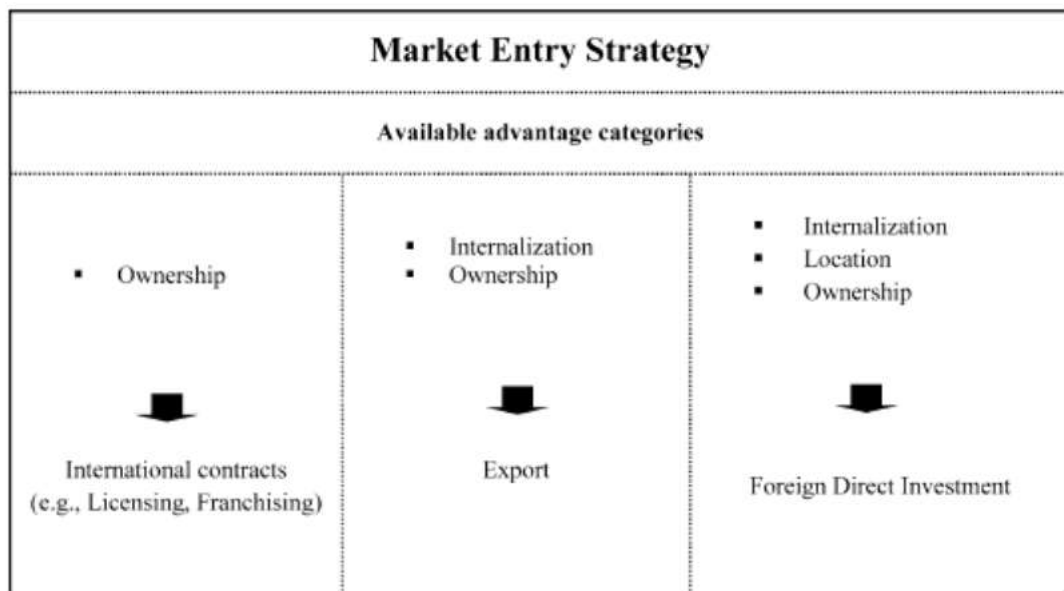 Market Entry Strategy
Available advantage categories
▪ Ownership
International contracts
(e.g., Licensing, Franchising)
▪ Internalization
▪ Ownership
Export
▪ Internalization
▪ Location
▪ Ownership
Foreign Direct Investment